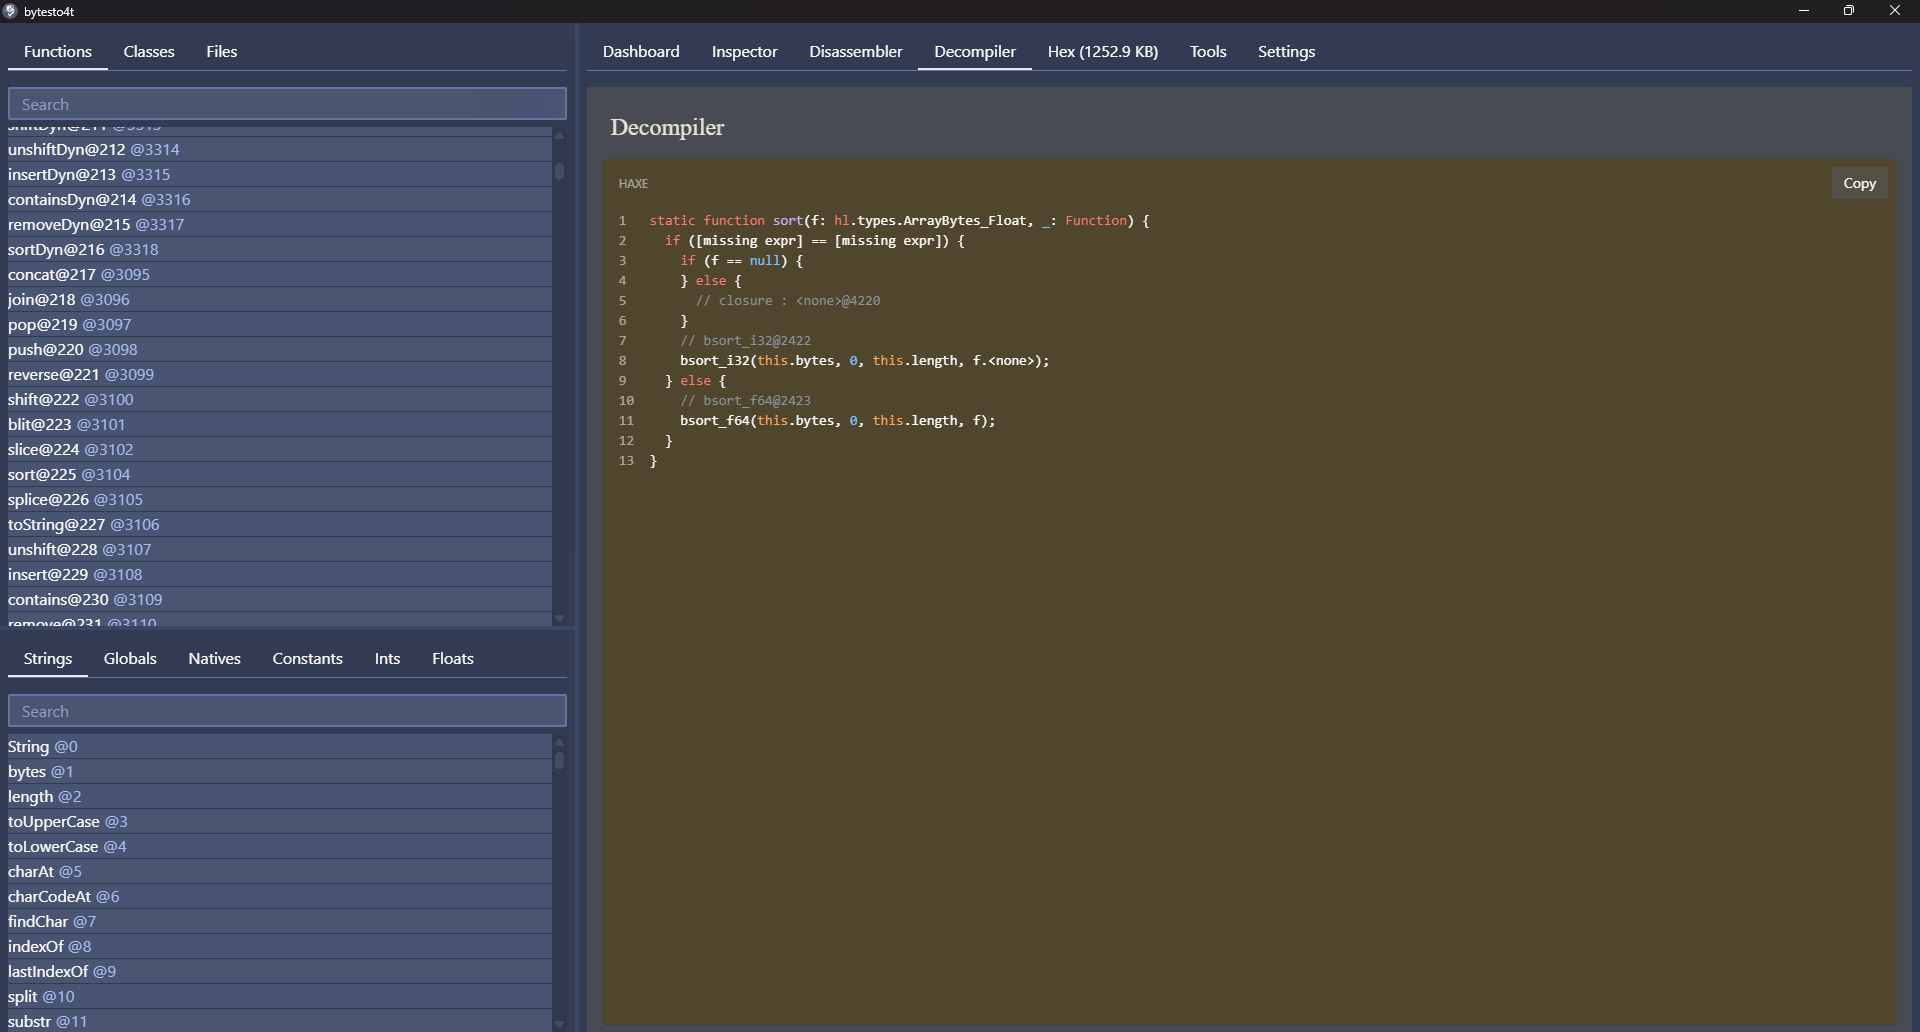 bytesto4t
Functions Classes Files
Search
unshiftDyn@212 @3314
insertDyn@213 @3315
containsDyn@214 @3316
removeDyn@215 @3317
sortDyn@216 @3318
concat@217 @3095
join@218 @3096
pop@219 @3097
push@220 @3098
reverse@221 @3099
shift@222 @3100
blit@223 @3101
slice@224 @3102
sort@225 @3104
splice@226 @3105
toString@227 @3106
unshift@228 @3107
insert@229 @3108
contains@230 @3109
remove@231 @3110
Strings Globals Natives Constants Ints Floats
Search
String @0
bytes @1
length @2
toUpperCase @3
toLowerCase @4
charAt @5
charCodeAt @6
findChar @7
indexOf @8
lastIndexOf @9
split @10
substr @11
Dashboard Inspector Disassembler Decompiler Hex (1252.9 KB) Tools Settings
Decompiler
HAXE
Copy
1 static function sort(f: hl.types.ArrayBytes_Float, _: Function) {
2 if ([missing expr] == [missing expr]) {
3 if (f == null) {
4 } else {
5 // closure : <none>@4220
6 }
7 // bsort_i32@2422
8 bsort_i32(this.bytes, 0, this.length, f.<none>);
9 } else {
10 // bsort_f64@2423
11 bsort_f64(this.bytes, 0, this.length, f);
12 }
13 }